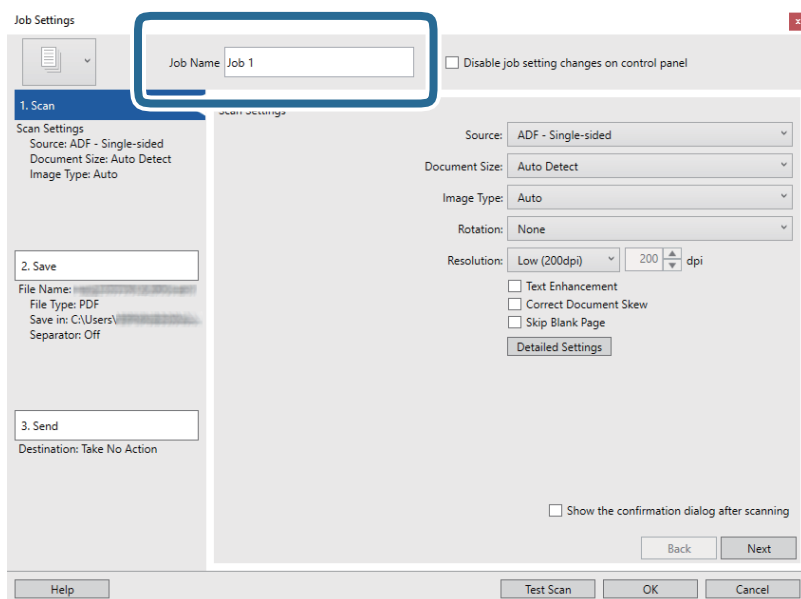 Job Settings
x
Job Name Job 1
Disable job setting changes on control panel
1. Scan
Scan Settings
Source: ADF - Single-sided
Document Size: Auto Detect
Image Type: Auto
2. Save
File Name:
File Type: PDF
Save in: C:\Users\
Separator: Off
3. Send
Destination: Take No Action
Scan Settings
Source: ADF - Single-sided
Document Size: Auto Detect
Image Type: Auto
Rotation: None
Resolution: Low (200dpi) 200 dpi
Text Enhancement
Correct Document Skew
Skip Blank Page
Detailed Settings
Show the confirmation dialog after scanning
Back Next
Help Test Scan OK Cancel